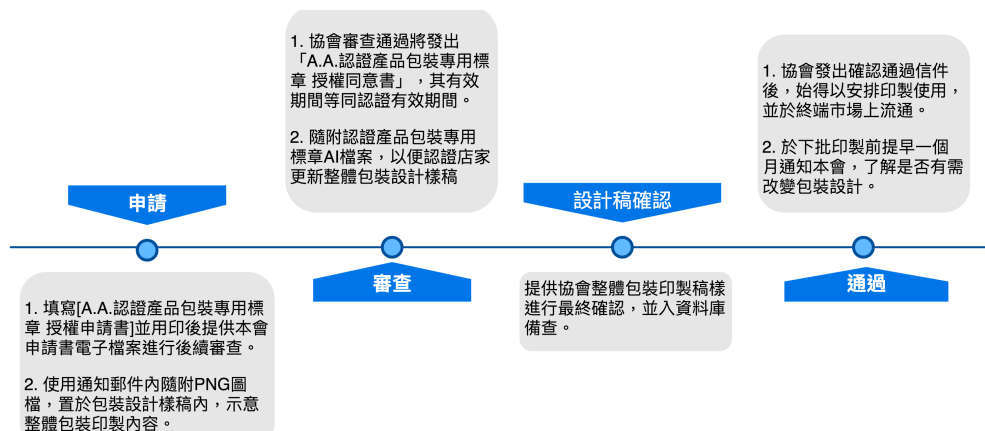 申請
1. 填寫[A.A.認證產品包裝專用標
章 授權申請書]並用印後提供本會
申請書電子檔案進行後續審查。
2. 使用通知郵件內隨附PNG圖
檔，置於包裝設計樣稿內，示意
整體包裝印製內容。
1. 協會審查通過將發出
「A.A.認證產品包裝專用標
章 授權同意書」，其有效
期間等同認證有效期間。
2. 隨附認證產品包裝專用
標章AI檔案，以便認證店家
更新整體包裝設計樣稿
審查
設計稿確認
提供協會整體包裝印製稿樣
進行最終確認，並入資料庫
備查。
1. 協會發出確認通過信件
後，始得以安排印製使用，
並於終端市場上流通。
2. 於下批印製前提早一個
月通知本會，了解是否有需
改變包裝設計。
通過